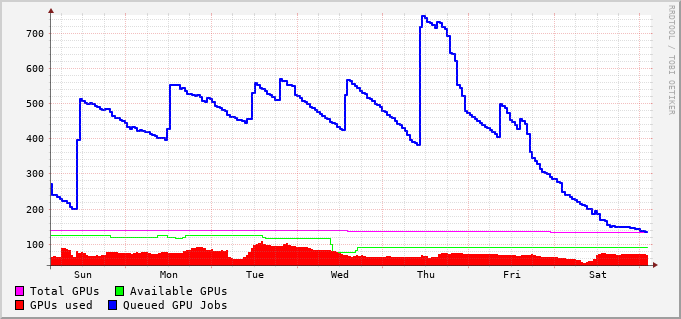 700
600
500
400
300
200
100
Sun Mon Tue Wed Thu Fri Sat
Total GPUs Available GPUs
GPUs used Queued GPU Jobs
RRDTOOL / TOBI OETIKER